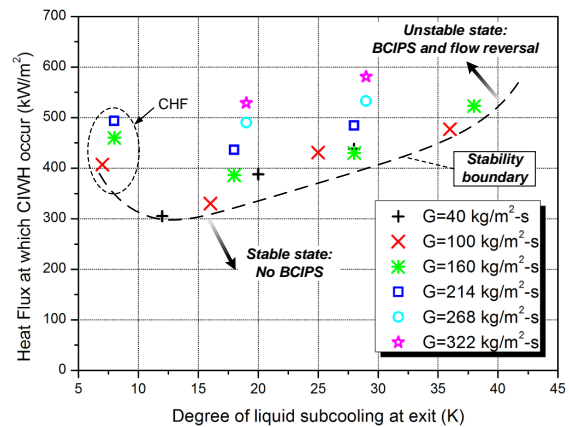 Unstable state:
BCIPS and flow reversal
CHF
Stability
boundary
Stable state:
No BCIPS
G=40 kg/m²-s
G=100 kg/m²-s
G=160 kg/m²-s
G=214 kg/m²-s
G=268 kg/m²-s
G=322 kg/m²-s
Heat Flux at which CIWH occur (kW/m²)
700
600
500
400
300
200
100
0
5 10 15 20 25 30 35 40 45
Degree of liquid subcooling at exit (K)